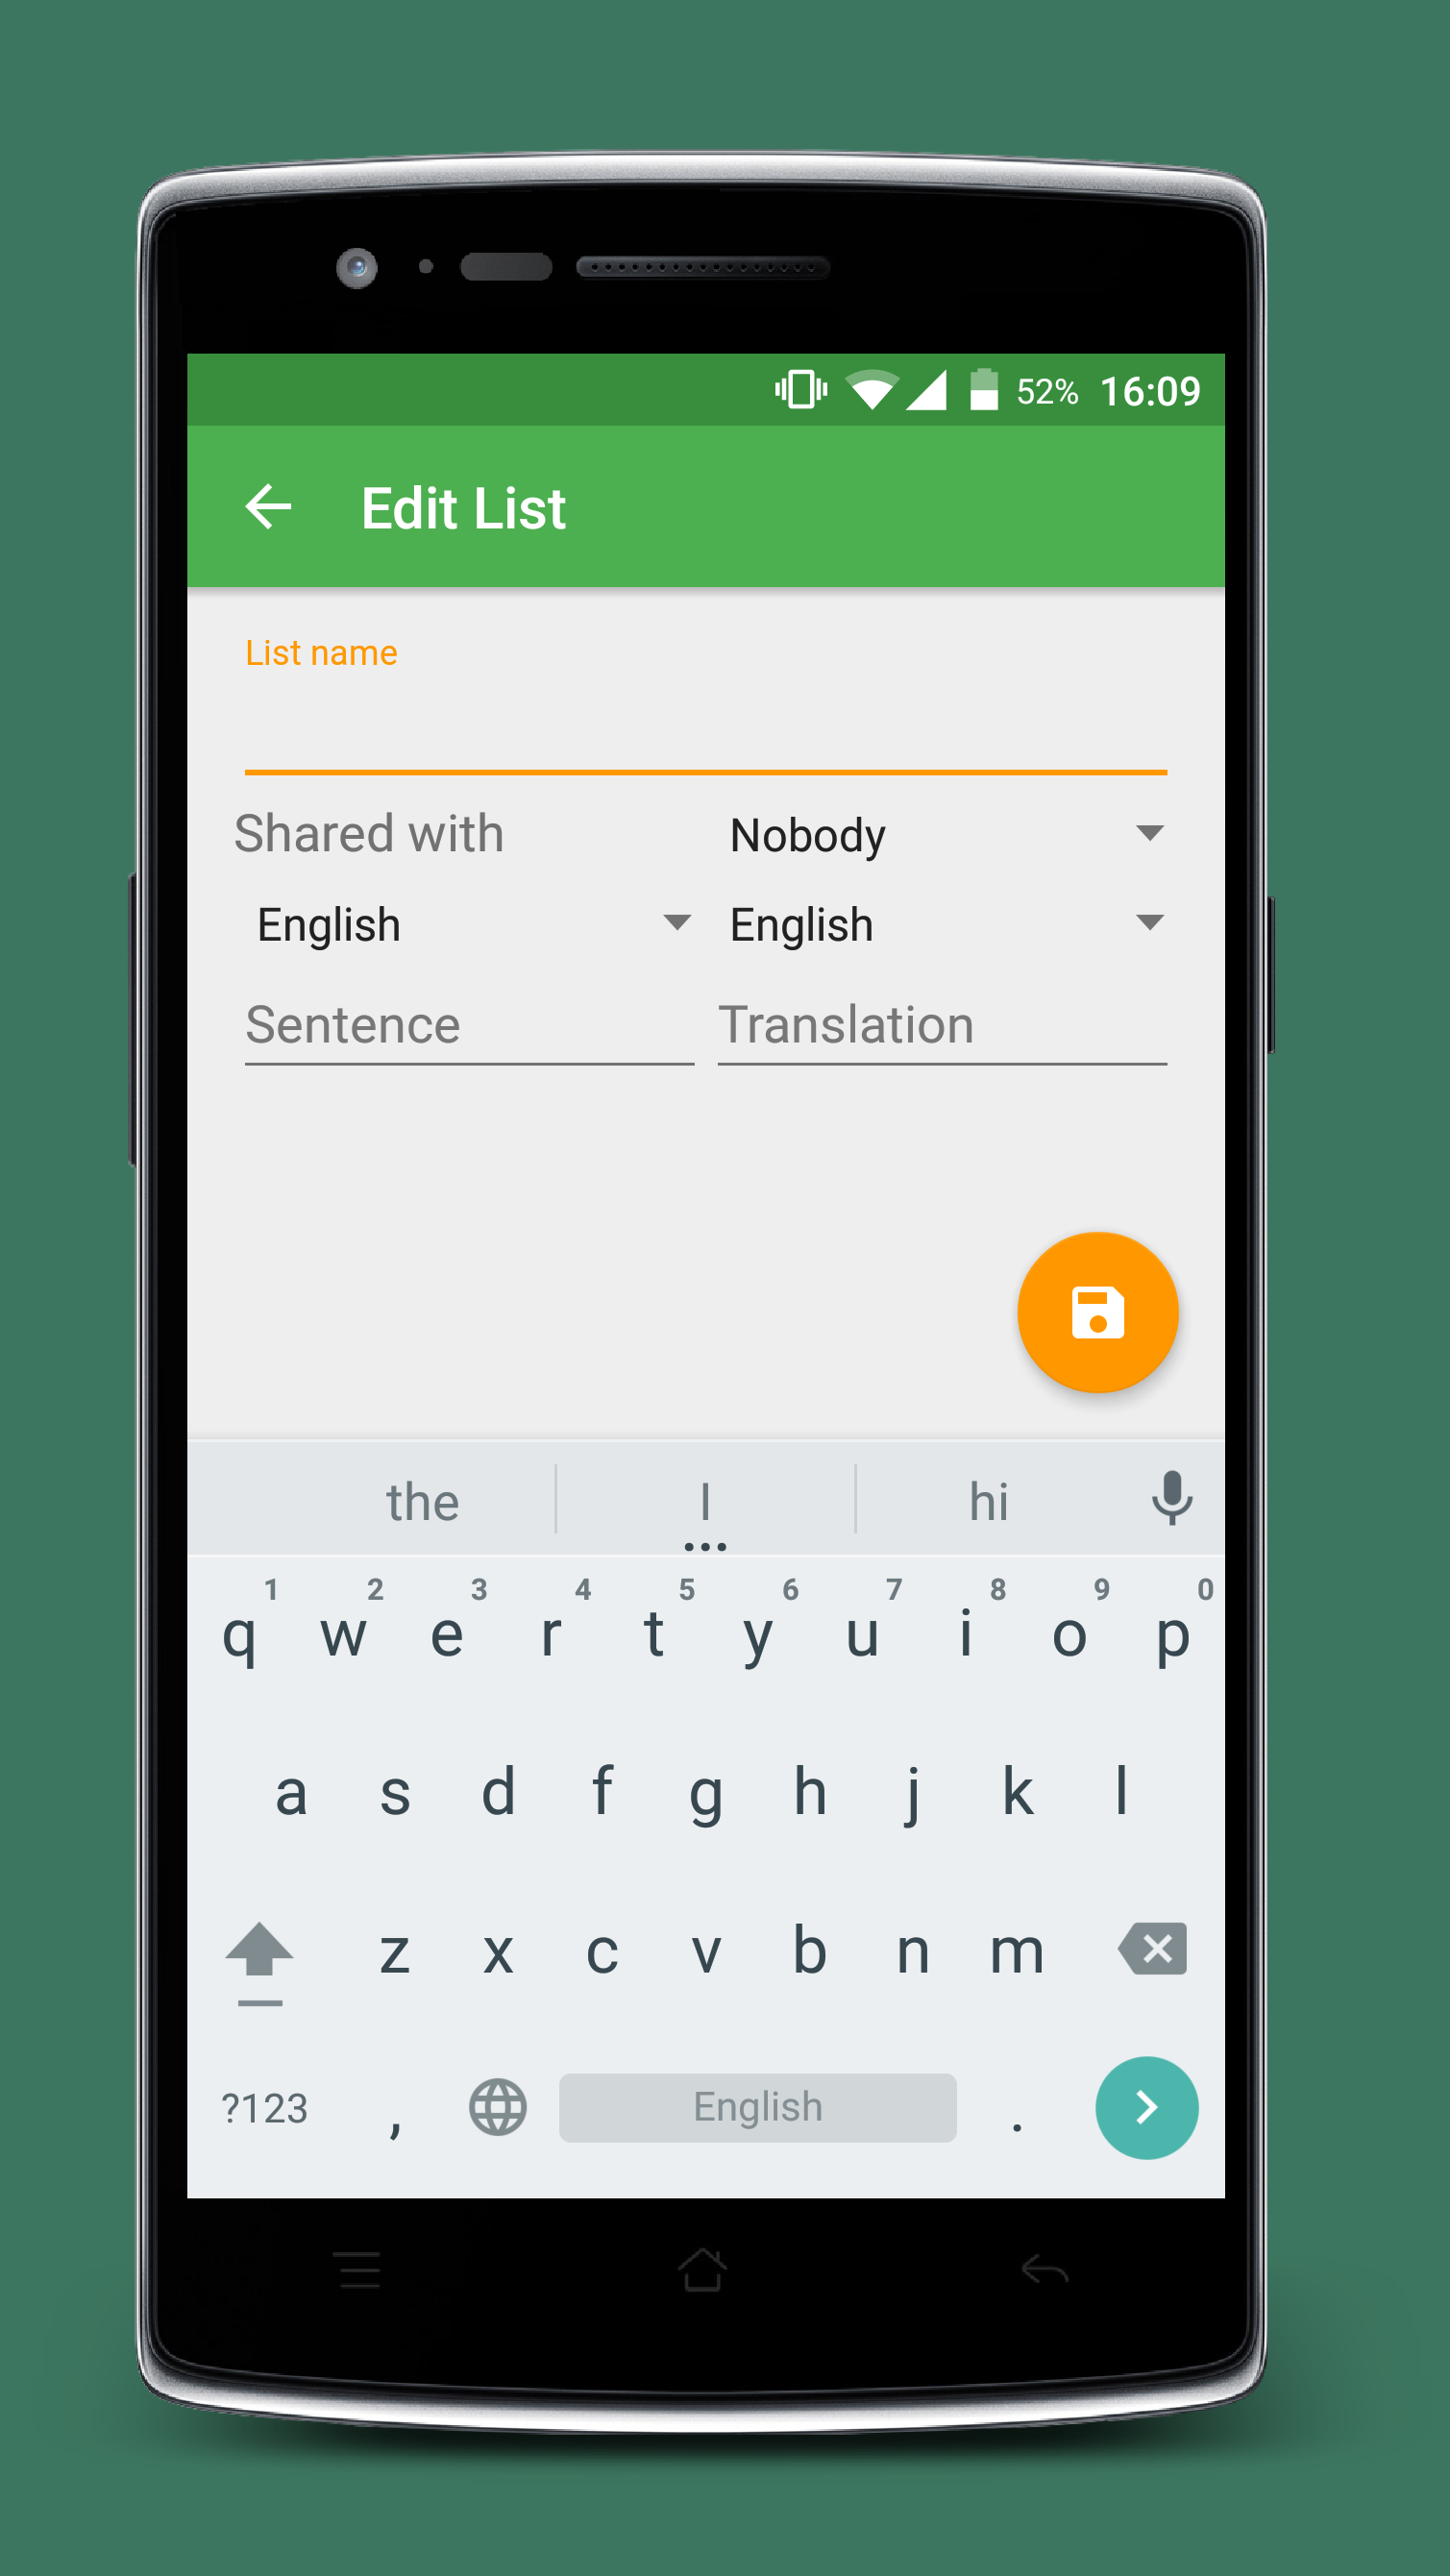 52% 16:09
Edit List
List name
Shared with Nobody
English English
Sentence Translation
the I hi
1 2 3 4 5 6 7 8 9 0
q w e r t y u i o p
a s d f g h j k l
z x c v b n m
?123 , English .